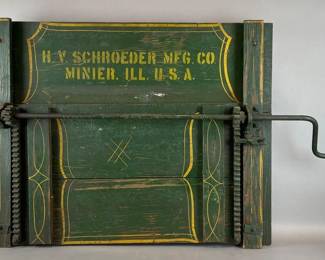 H. V. SCHROEDER MFG. CO
MINIER. ILL. U.S.A.